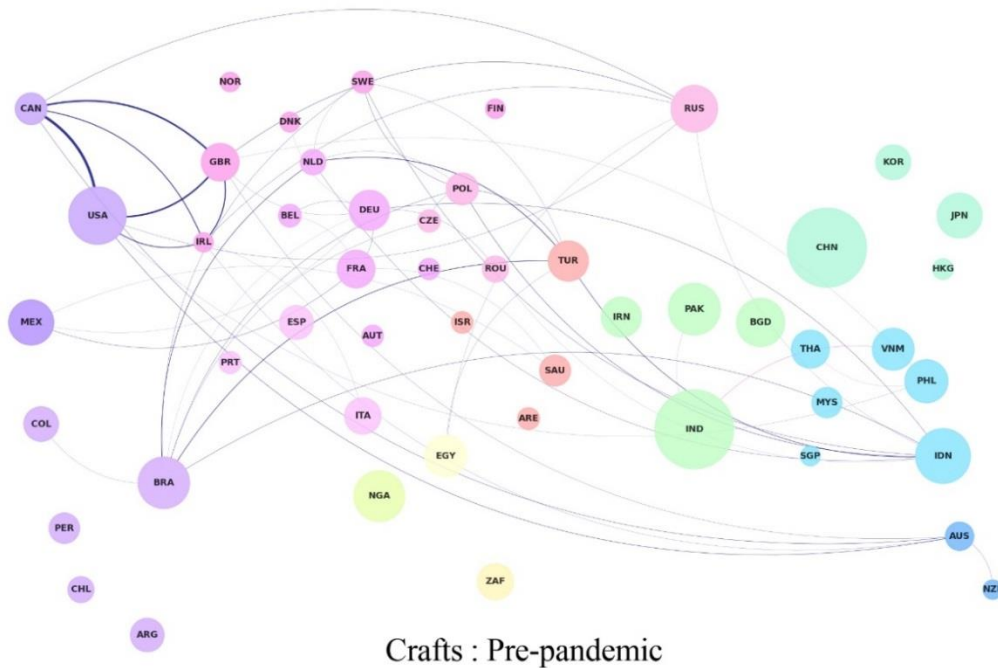 NOR
SWE
CAN
FIN
RUS
DNK
GBR
NLD
KOR
POL
DEU
BEL
USA
CZE
JPN
IRL
CHN
TUR
FRA
CHE
ROU
HKG
PAK
MEX
ESP
ISR
IRN
BGD
AUT
THA
VNM
PRT
SAU
PHL
MYS
ITA
ARE
COL
IND
EGY
SGP
IDN
BRA
NGA
PER
AUS
ZAF
CHL
NZ
ARG
Crafts : Pre-pandemic